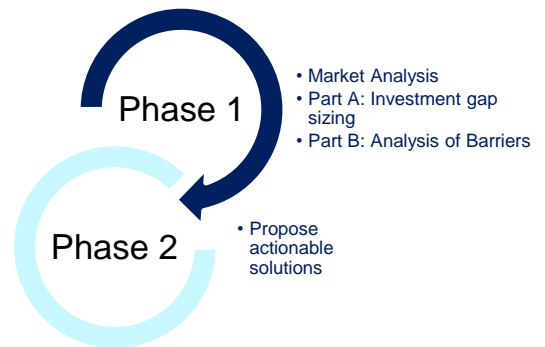 Phase 1
• Market Analysis
• Part A: Investment gap
sizing
• Part B: Analysis of Barriers
Phase 2
• Propose
actionable
solutions